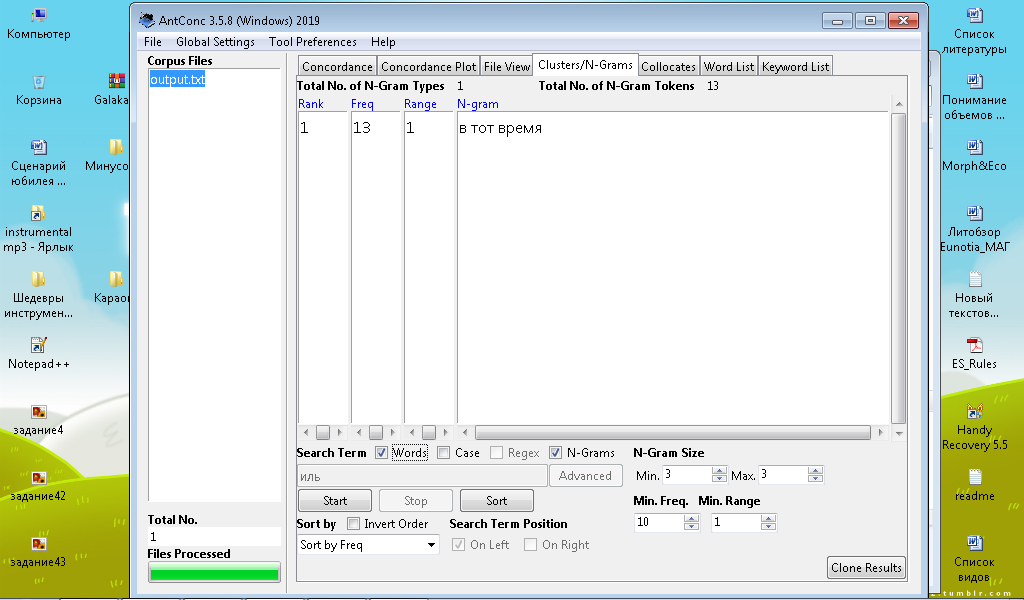 Компьютер
Корзина
Galaka
Сценарий
юбилея ...
Минусо
instrumental
mp3 - Ярлык
Шедевры
инструмен...
Караок
Notepad++
задание4
задание42
задание43
AntConc 3.5.8 (Windows) 2019
File Global Settings Tool Preferences Help
Corpus Files
output.txt
Total No.
1
Files Processed
Concordance Concordance Plot File View Clusters/N-Grams Collocates Word List Keyword List
Total No. of N-Gram Types 1 Total No. of N-Gram Tokens 13
Rank Freq Range N-gram
1 13 1 в тот время
Search Term Words Case Regex N-Grams N-Gram Size
иль Advanced Min. 3 Max. 3
Start Stop Sort Min. Freq. Min. Range
Sort by Invert Order Search Term Position 10 1
Sort by Freq On Left On Right
Clone Results
Список
литературы
Понимание
объемов ...
Morph&Eco
Литобзор
Eunotia_МАГ
Новый
текстов...
ES_Rules
Handy
Recovery 5.5
readme
Список
видов
tumblr.com